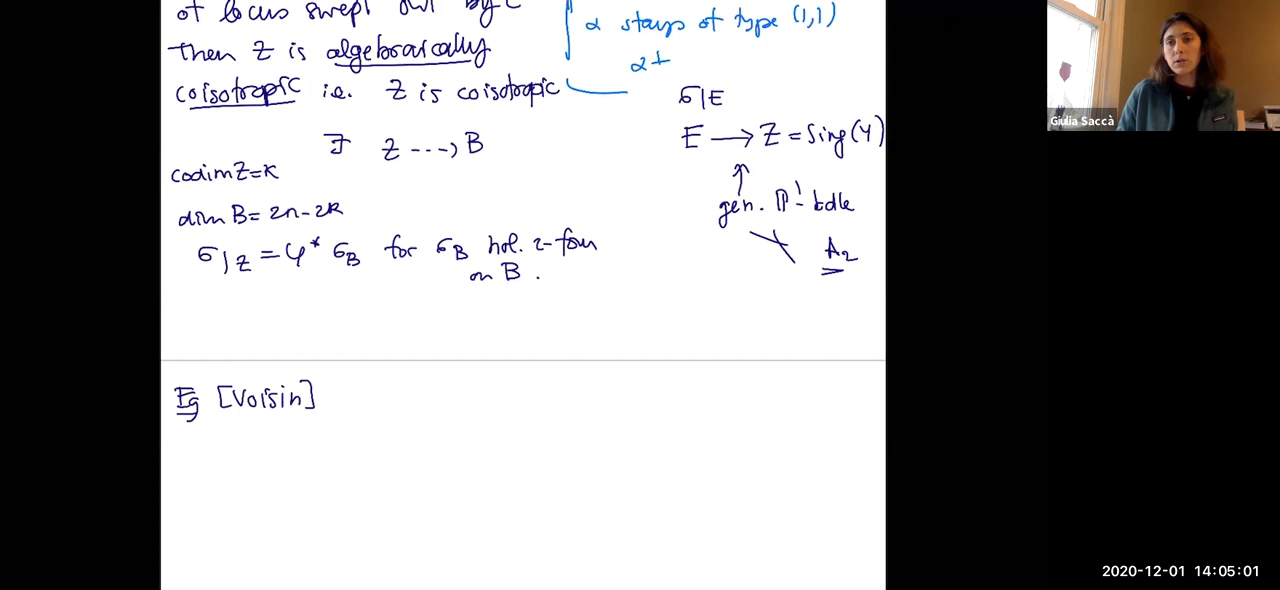 of locus swept out by C
then Z is algebraically
coisotropic i.e. Z is coisotropic
∃ Z ---> B
codim Z = k
dim B = 2n-2k
σ|Z = φ* σB for σB hol. 2-form
on B .
α stays of type (1,1)
α+
σ|E
E → Z = Sing(Y)
gen. P¹-bdle
A2
Eg [Voisin]
Giulia Saccà
2020-12-01 14:05:01